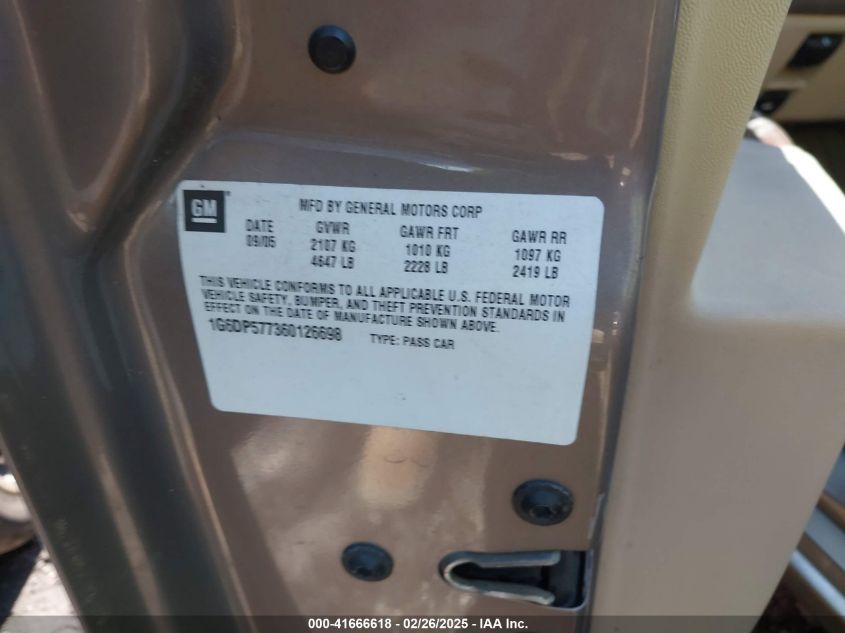 GM
MFD BY GENERAL MOTORS CORP
DATE GVWR GAWR FRT GAWR RR
09/05 2107 KG 1010 KG 1097 KG
4647 LB 2228 LB 2419 LB
THIS VEHICLE CONFORMS TO ALL APPLICABLE U.S. FEDERAL MOTOR
VEHICLE SAFETY, BUMPER, AND THEFT PREVENTION STANDARDS IN
EFFECT ON THE DATE OF MANUFACTURE SHOWN ABOVE.
1G6DP577360126698 TYPE: PASS CAR
000-41666618 - 02/26/2025 - IAA Inc.